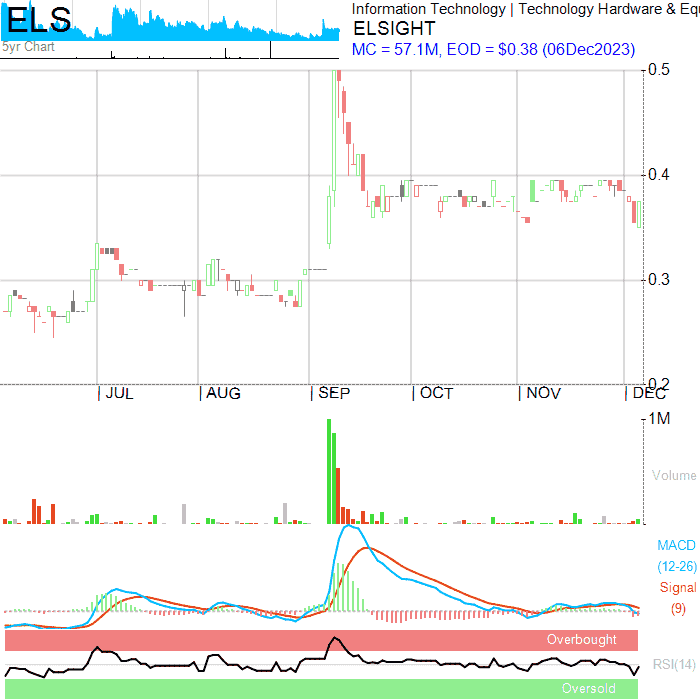 ELS
5yr Chart
Information Technology | Technology Hardware & Equ
ELSIGHT
MC = 57.1M, EOD = $0.38 (06Dec2023)
0.5
0.4
0.3
0.2
JUL AUG SEP OCT NOV DEC
1M
Volume
MACD
(12-26)
Signal
(9)
Overbought
RSI(14)
Oversold